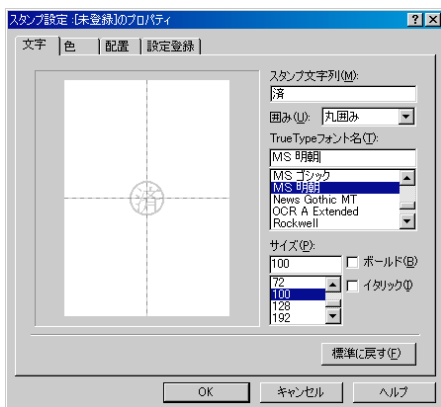 スタンプ設定 :[未登録]のプロパティ
文字 色 配置 設定登録
スタンプ文字列(M):
済
囲み(U): 丸囲み
TrueTypeフォント名(T):
MS 明朝
MS ゴシック
MS 明朝
News Gothic MT
OCR A Extended
Rockwell
済
サイズ(P):
100 ボールド(B)
72 イタリック(I)
100
128
192
標準に戻す(F)
OK キャンセル ヘルプ